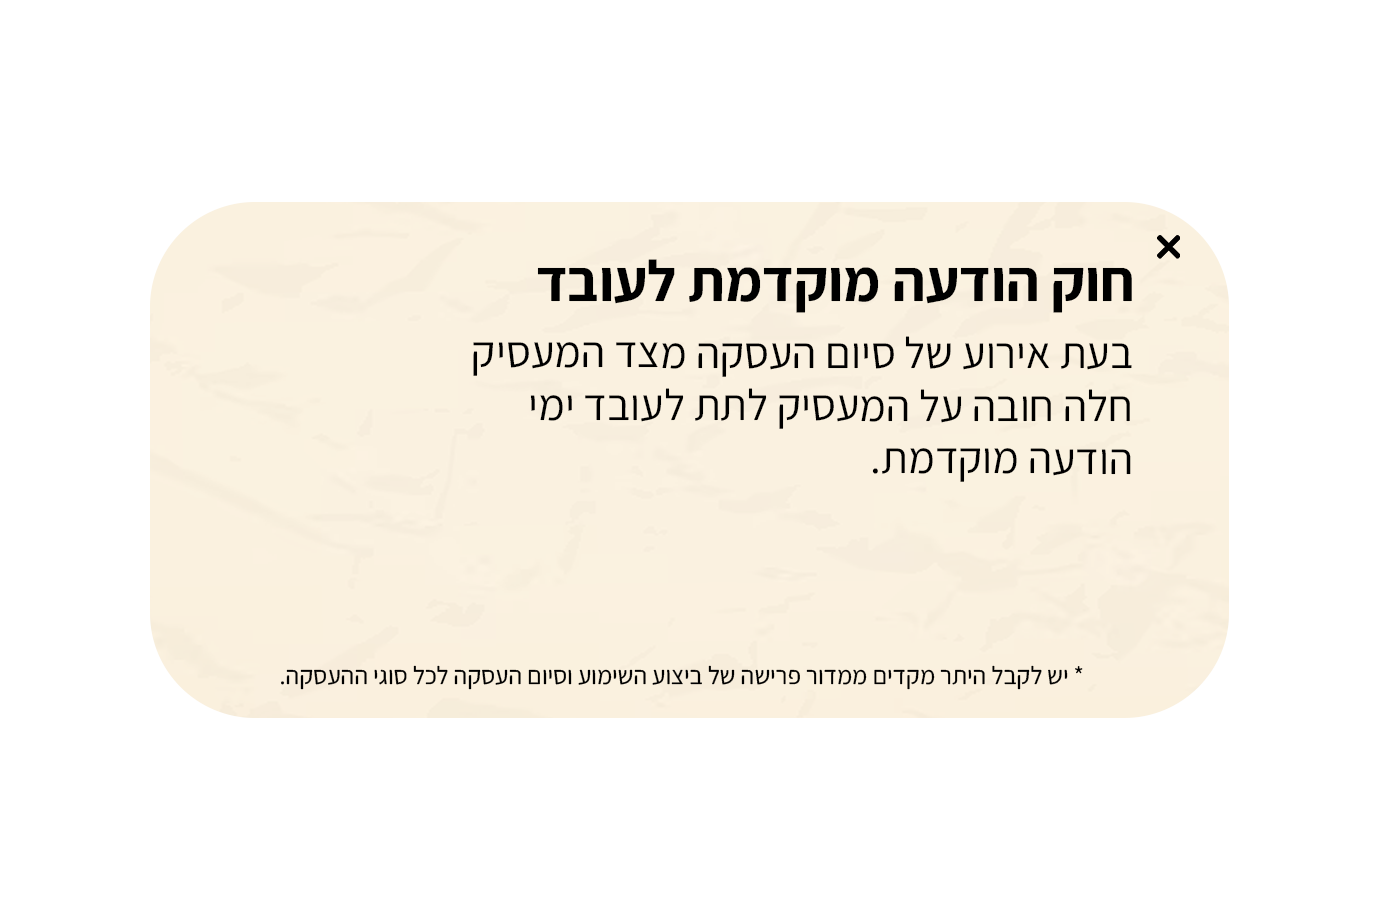 חוק הודעה מוקדמת לעובד
בעת אירוע של סיום העסקה מצד המעסיק
חלה חובה על המעסיק לתת לעובד ימי
הודעה מוקדמת.
* יש לקבל היתר מקדים ממדור פרישה של ביצוע השימוע וסיום העסקה לכל סוגי ההעסקה.